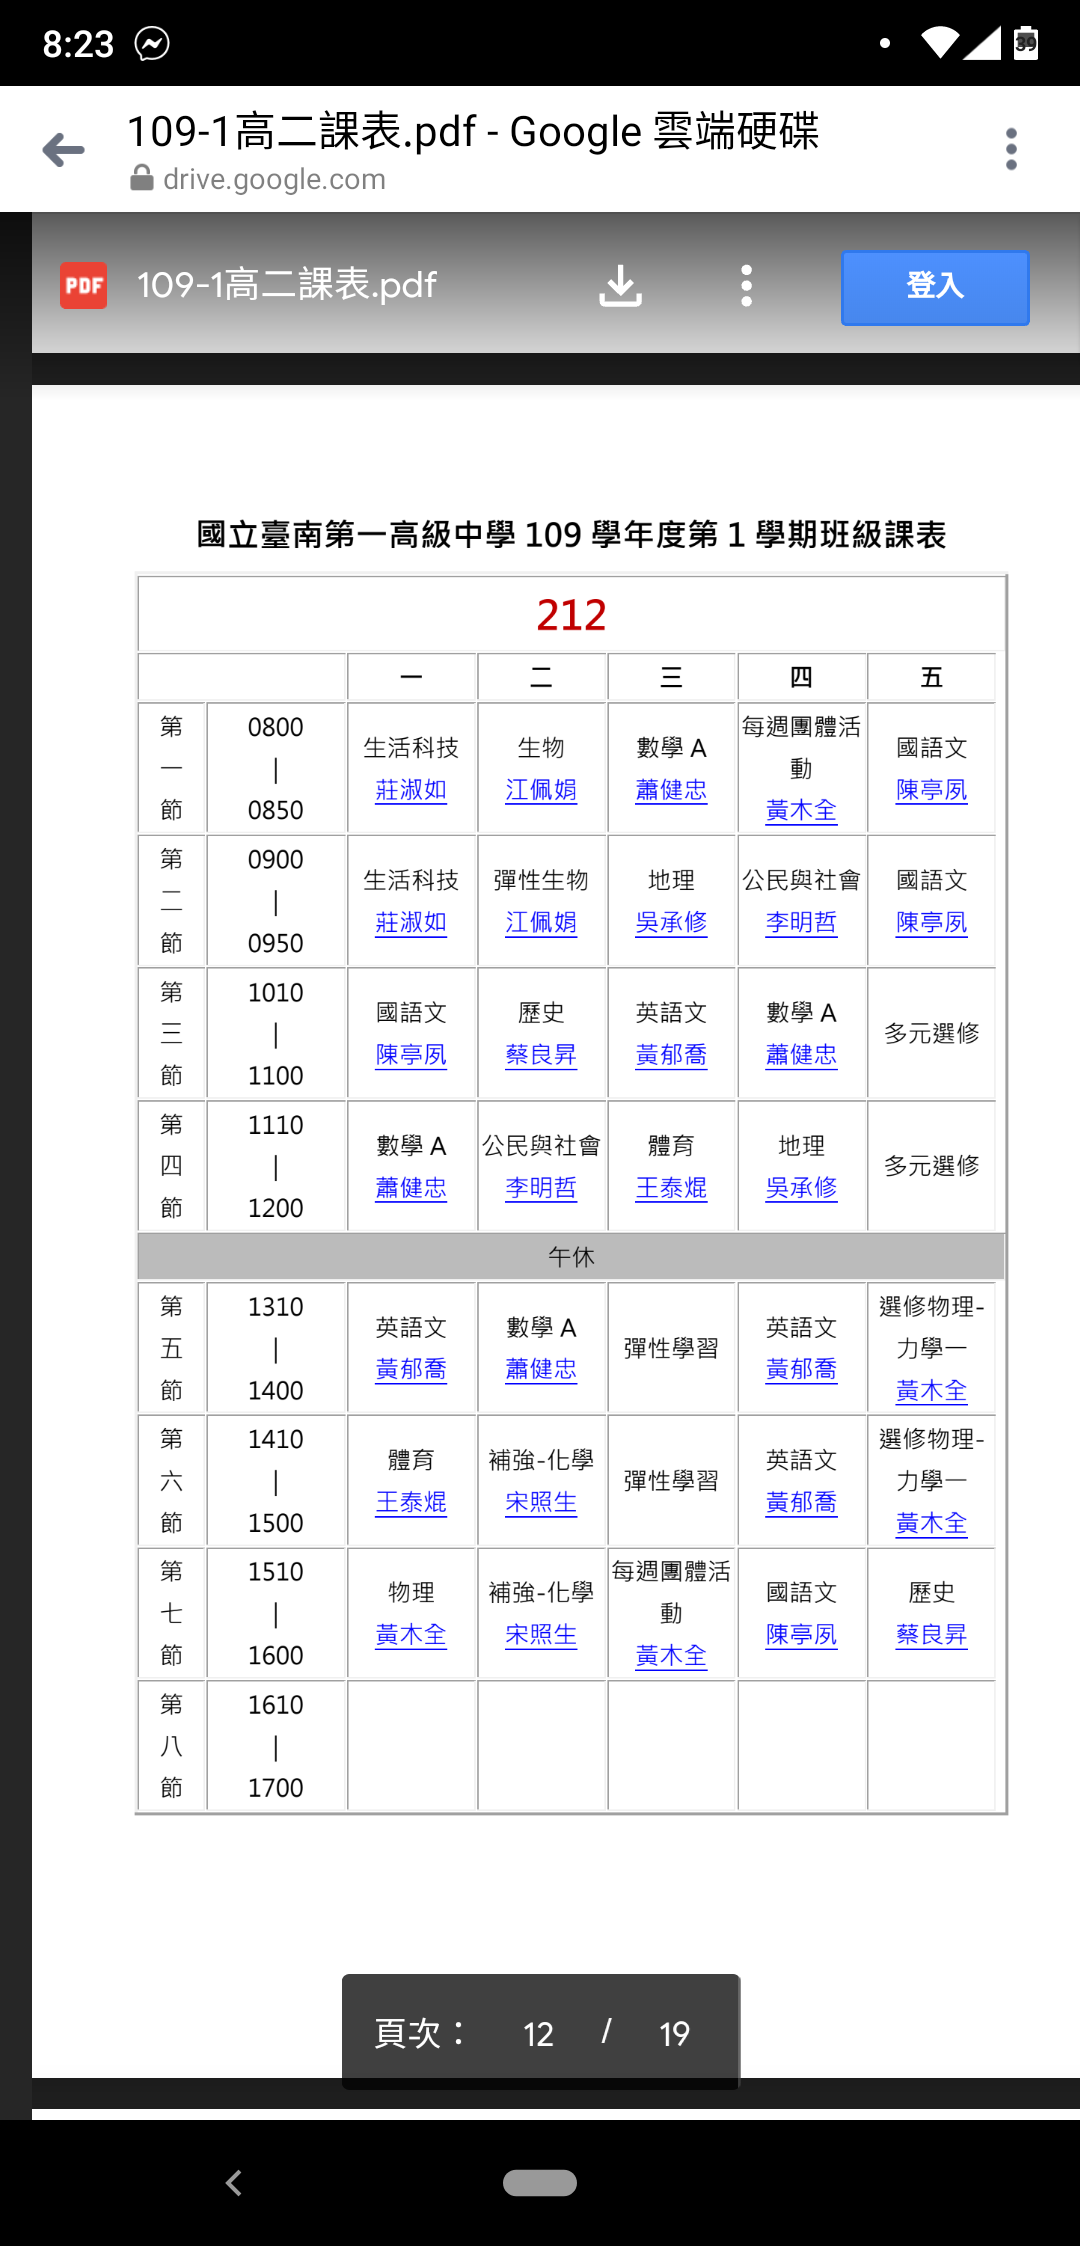 8:23
39
109-1高二課表.pdf - Google 雲端硬碟
drive.google.com
PDF 109-1高二課表.pdf 登入
國立臺南第一高級中學 109 學年度第 1 學期班級課表
212
一 二 三 四 五
第一節 0800 | 0850 生活科技 莊淑如 生物 江佩娟 數學 A 蕭健忠 每週團體活動 黃木全 國語文 陳亭夙
第二節 0900 | 0950 生活科技 莊淑如 彈性生物 江佩娟 地理 吳承修 公民與社會 李明哲 國語文 陳亭夙
第三節 1010 | 1100 國語文 陳亭夙 歷史 蔡良昇 英語文 黃郁喬 數學 A 蕭健忠 多元選修
第四節 1110 | 1200 數學 A 蕭健忠 公民與社會 李明哲 體育 王泰焜 地理 吳承修 多元選修
午休
第五節 1310 | 1400 英語文 黃郁喬 數學 A 蕭健忠 彈性學習 英語文 黃郁喬 選修物理-力學一 黃木全
第六節 1410 | 1500 體育 王泰焜 補強-化學 宋照生 彈性學習 英語文 黃郁喬 選修物理-力學一 黃木全
第七節 1510 | 1600 物理 黃木全 補強-化學 宋照生 每週團體活動 黃木全 國語文 陳亭夙 歷史 蔡良昇
第八節 1610 | 1700
頁次： 12 / 19